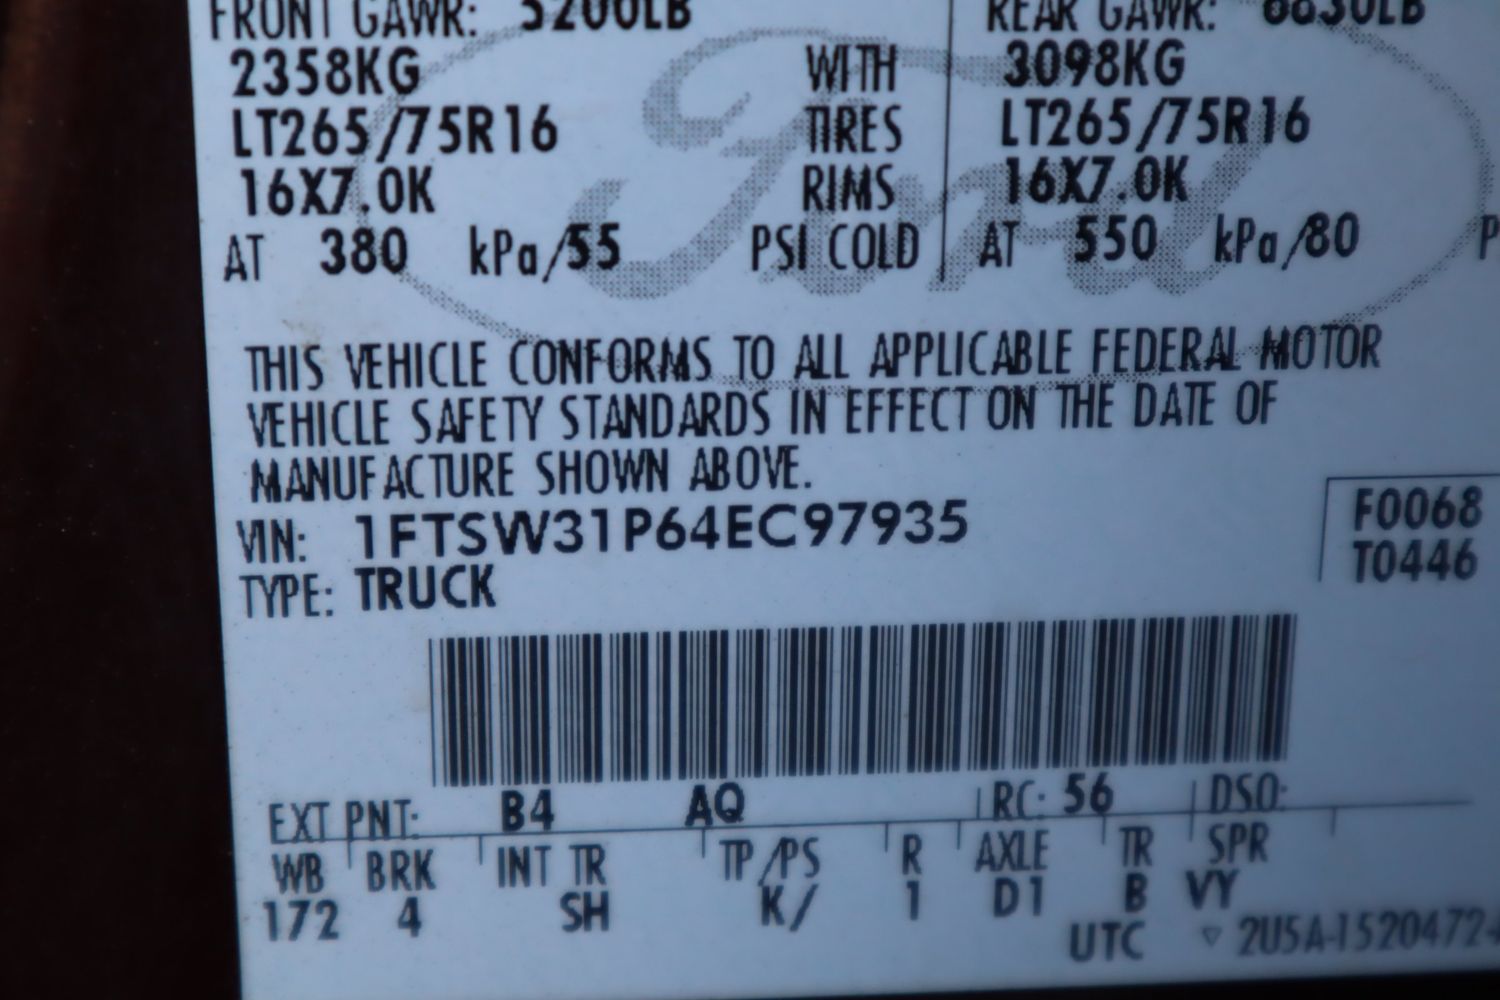 FRONT GAWR: 5200LB REAR GAWR: 6830LB
2358KG WITH 3098KG
LT265/75R16 TIRES LT265/75R16
16X7.0K RIMS 16X7.0K
AT 380 kPa/55 PSI COLD AT 550 kPa/80 P
Ford
THIS VEHICLE CONFORMS TO ALL APPLICABLE FEDERAL MOTOR
VEHICLE SAFETY STANDARDS IN EFFECT ON THE DATE OF
MANUFACTURE SHOWN ABOVE.
VIN: 1FTSW31P64EC97935
F0068
T0446
TYPE: TRUCK
EXT PNT: B4 AQ RC: 56 DSO:
WB BRK INT TR TP/PS R AXLE TR SPR
172 4 SH K/ 1 D1 B VY
UTC ▽ 2U5A-1520472-